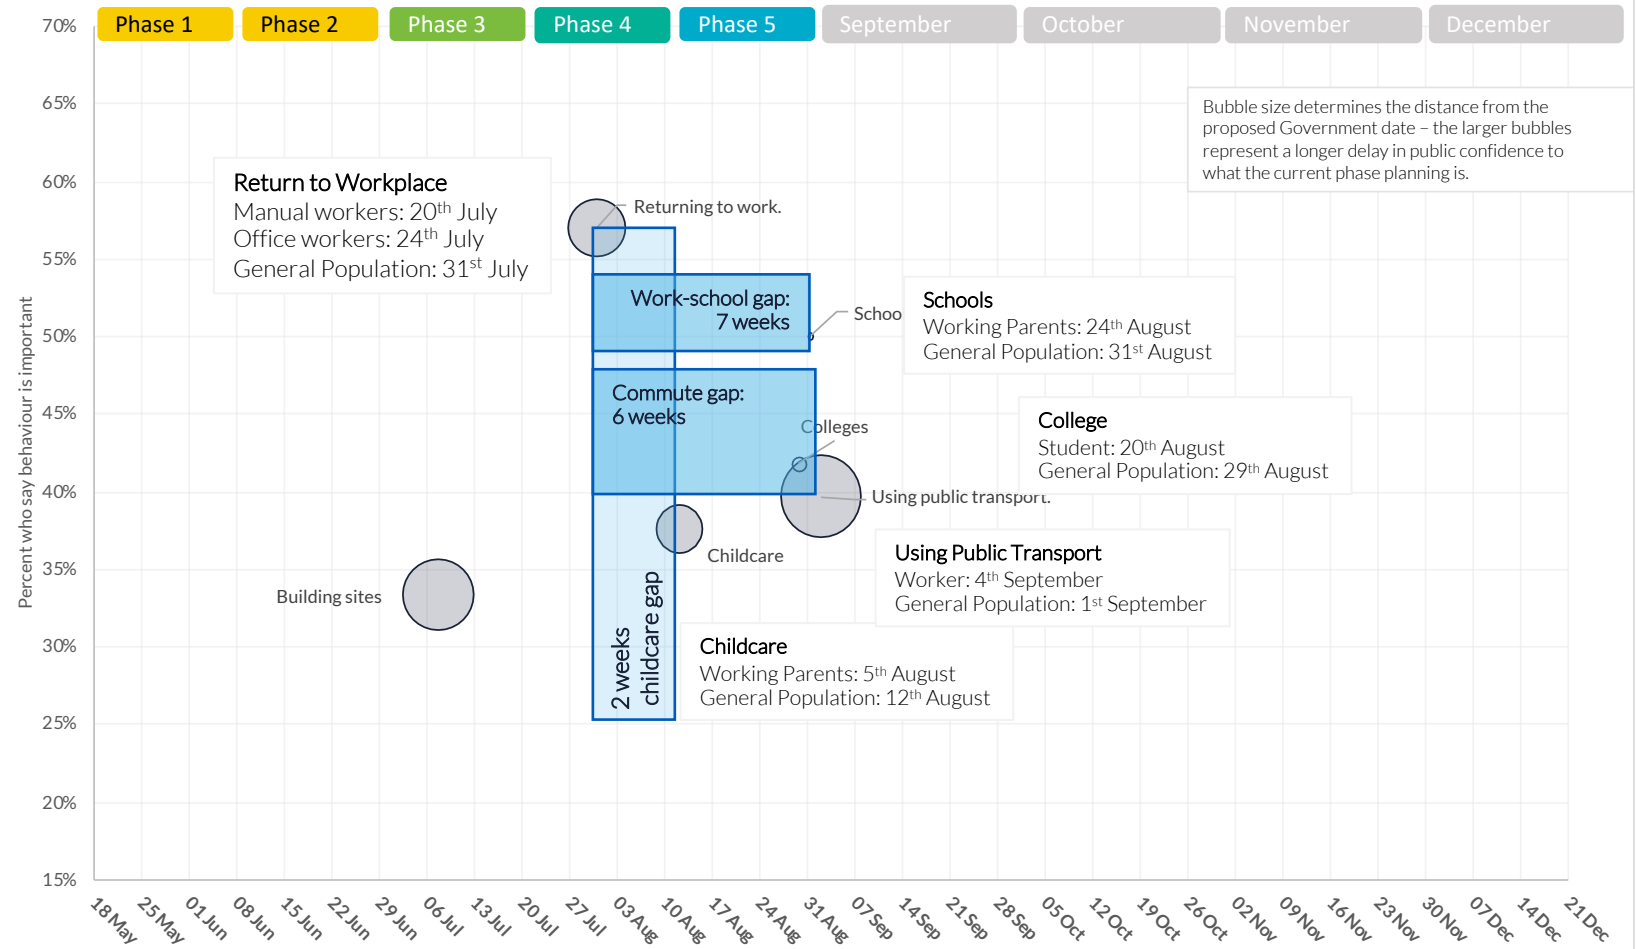 Phase 1
Phase 2
Phase 3
Phase 4
Phase 5
September
October
November
December
70%
65%
60%
55%
50%
45%
40%
35%
30%
25%
20%
15%
Percent who say behaviour is important
Bubble size determines the distance from the
proposed Government date – the larger bubbles
represent a longer delay in public confidence to
what the current phase planning is.
Return to Workplace
Manual workers: 20th July
Office workers: 24th July
General Population: 31st July
Returning to work.
Work-school gap:
7 weeks
Schoo
Schools
Working Parents: 24th August
General Population: 31st August
Commute gap:
6 weeks
Colleges
College
Student: 20th August
General Population: 29th August
Using public transport.
Using Public Transport
Worker: 4th September
General Population: 1st September
Childcare
Building sites
2 weeks
childcare gap
Childcare
Working Parents: 5th August
General Population: 12th August
18 May
25 May
01 Jun
08 Jun
15 Jun
22 Jun
29 Jun
06 Jul
13 Jul
20 Jul
27 Jul
03 Aug
10 Aug
17 Aug
24 Aug
31 Aug
07 Sep
14 Sep
21 Sep
28 Sep
05 Oct
12 Oct
19 Oct
26 Oct
02 Nov
09 Nov
16 Nov
23 Nov
30 Nov
07 Dec
14 Dec
21 Dec